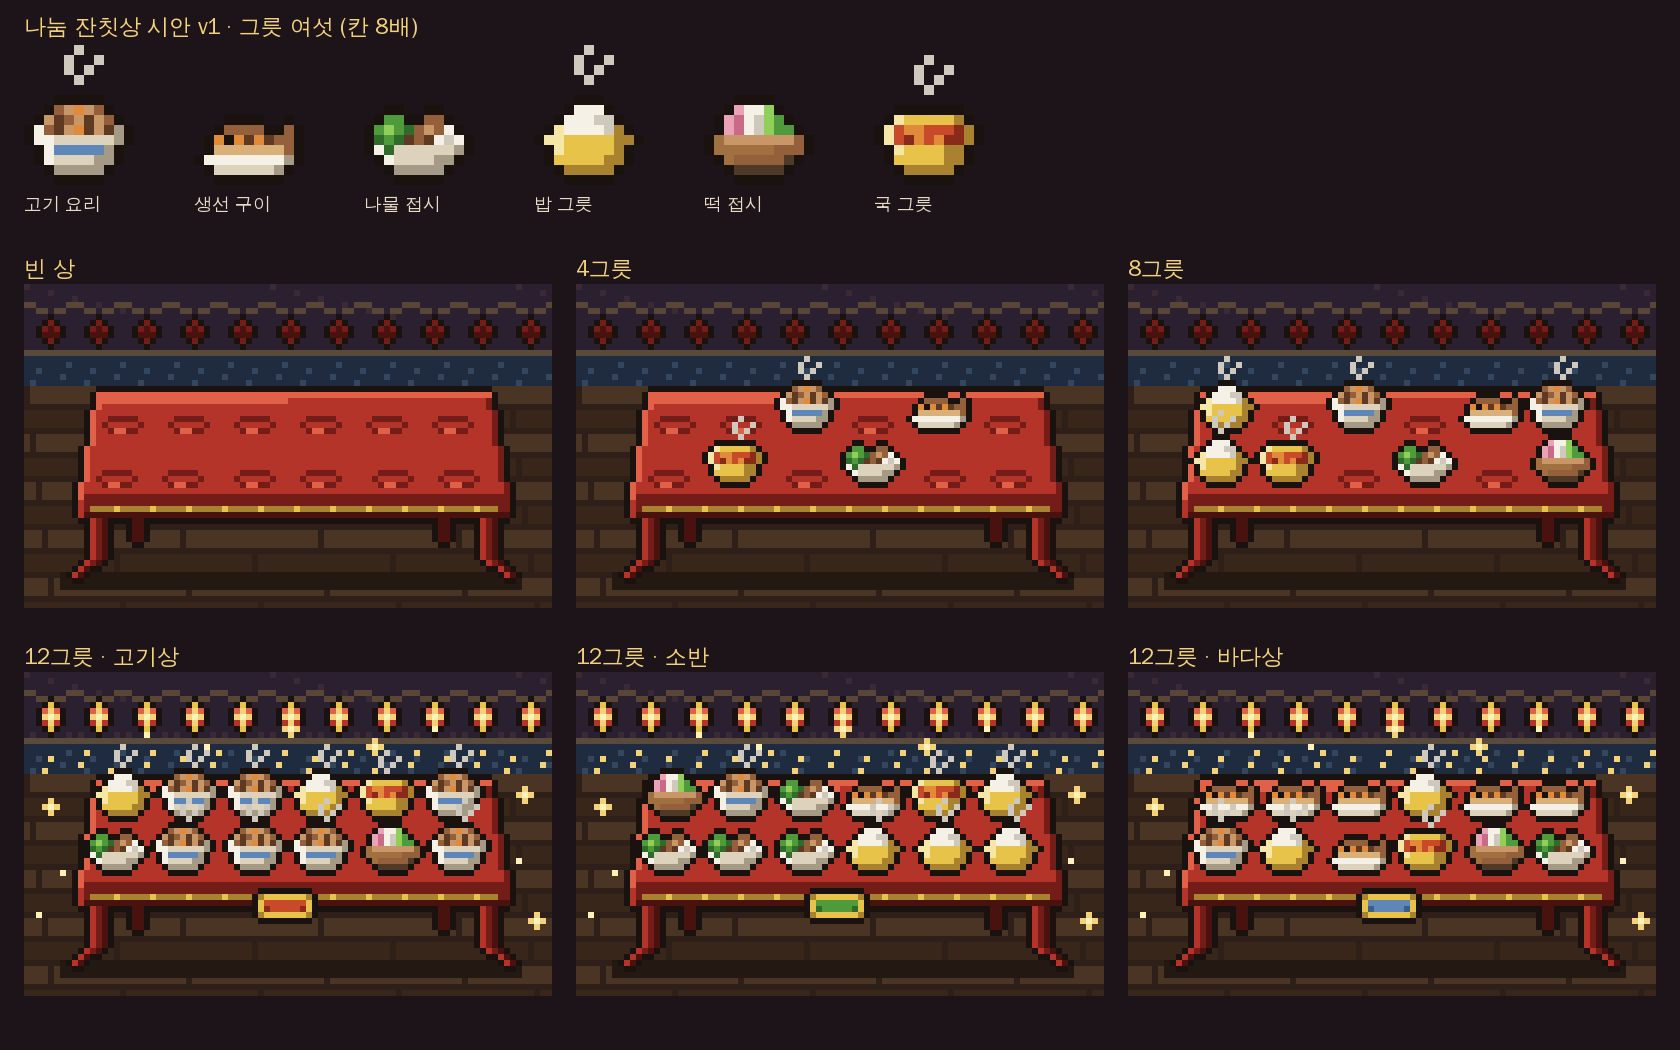 나눔 잔칫상 시안 v1 · 그릇 여섯 (칸 8배)
고기 요리
생선 구이
나물 접시
밥 그릇
떡 접시
국 그릇
빈 상
4그릇
8그릇
12그릇 · 고기상
12그릇 · 소반
12그릇 · 바다상